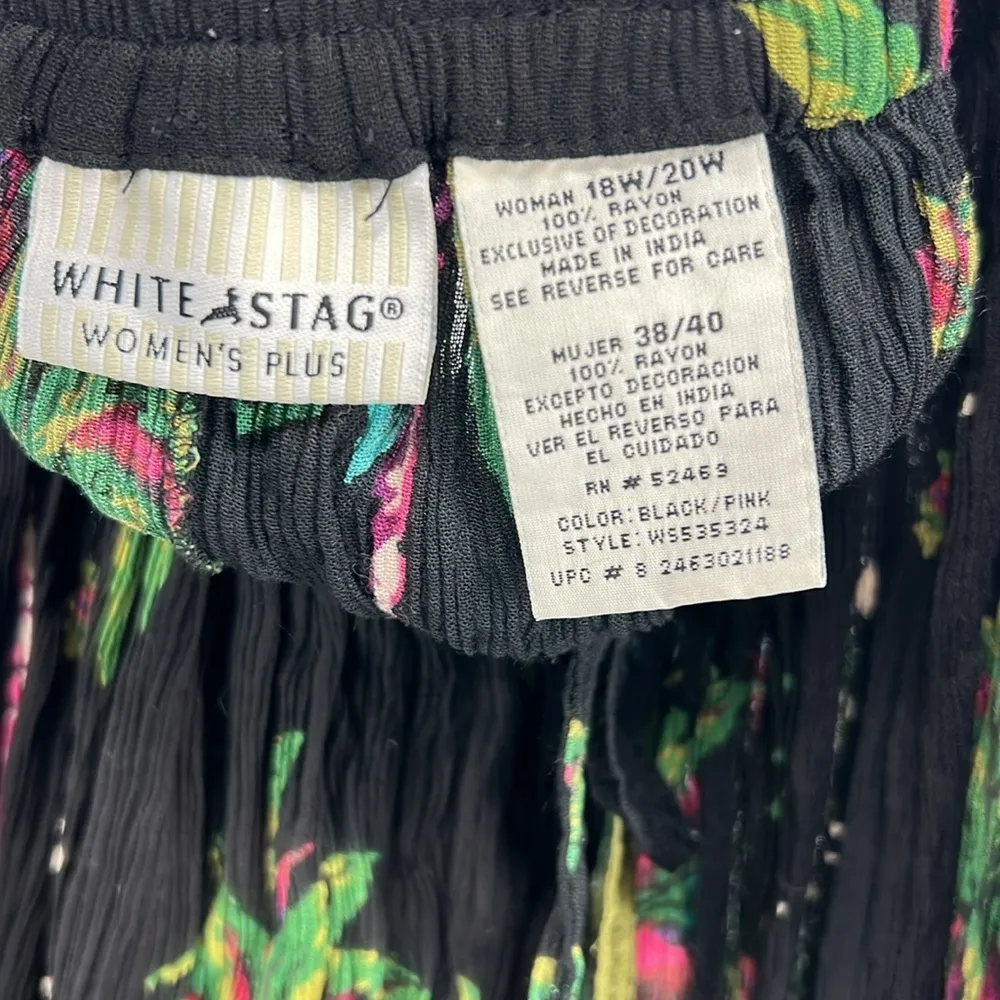 WHITE STAG®
WOMEN'S PLUS
WOMAN 18W/20W
100% RAYON
EXCLUSIVE OF DECORATION
MADE IN INDIA
SEE REVERSE FOR CARE
MUJER 38/40
100% RAYON
EXCEPTO DECORACION
HECHO EN INDIA
VER EL REVERSO PARA
EL CUIDADO
RN # 52469
COLOR: BLACK/PINK
STYLE: WS535324
UPC # 8 2463021188